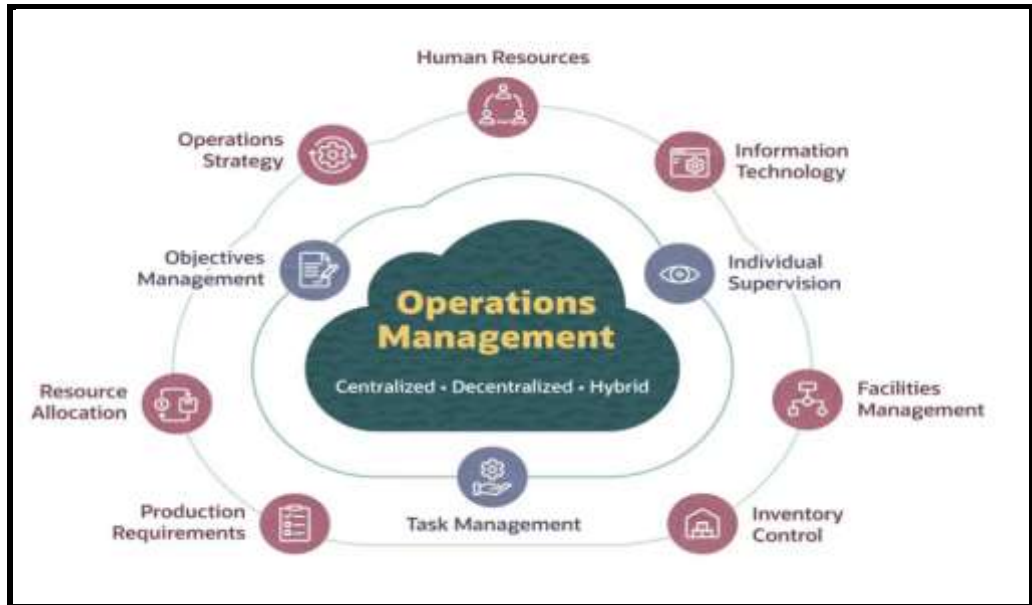 Human Resources
Operations
Strategy
Information
Technology
Objectives
Management
Individual
Supervision
Operations
Management
Centralized • Decentralized • Hybrid
Resource
Allocation
Facilities
Management
Production
Requirements
Task Management
Inventory
Control